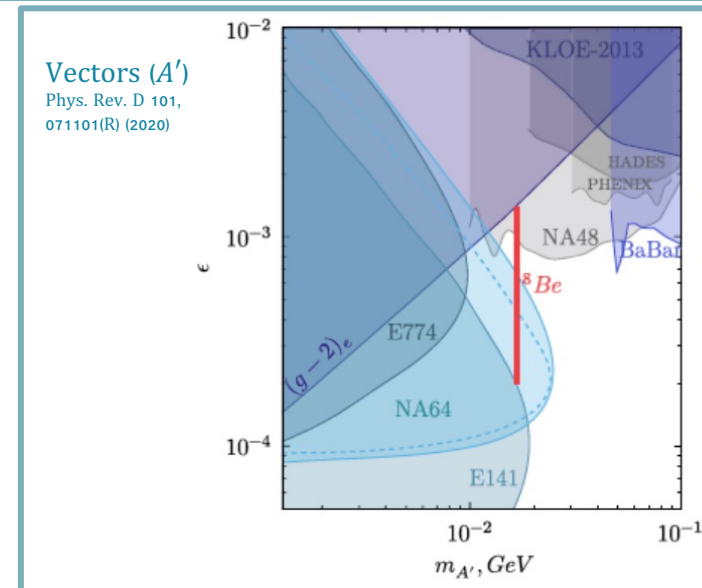 Vectors (A′)
Phys. Rev. D 101,
071101(R) (2020)
10⁻²
KLOE-2013
HADES
PHENIX
10⁻³
NA48
BaBar
ϵ
⁸Be
E774
(g − 2)ₑ
NA64
10⁻⁴
E141
10⁻² 10⁻¹
m_A′, GeV